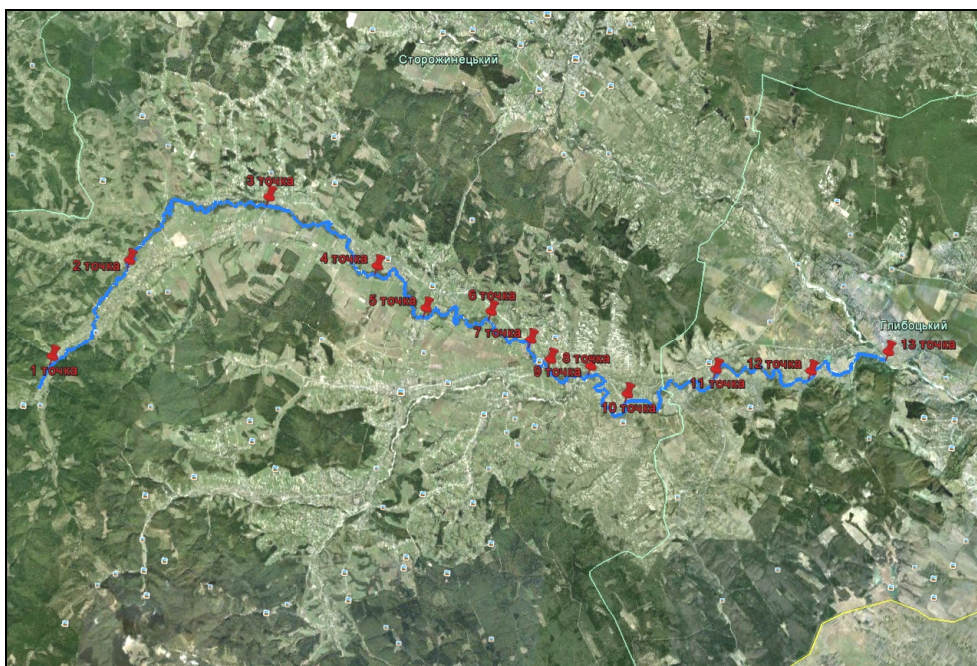 Сторожинецький
3 точка
2 точка
4 точка
5 точка
6 точка
7 точка
Глибоцький
13 точка
1 точка
8 точка
9 точка
12 точка
11 точка
10 точка